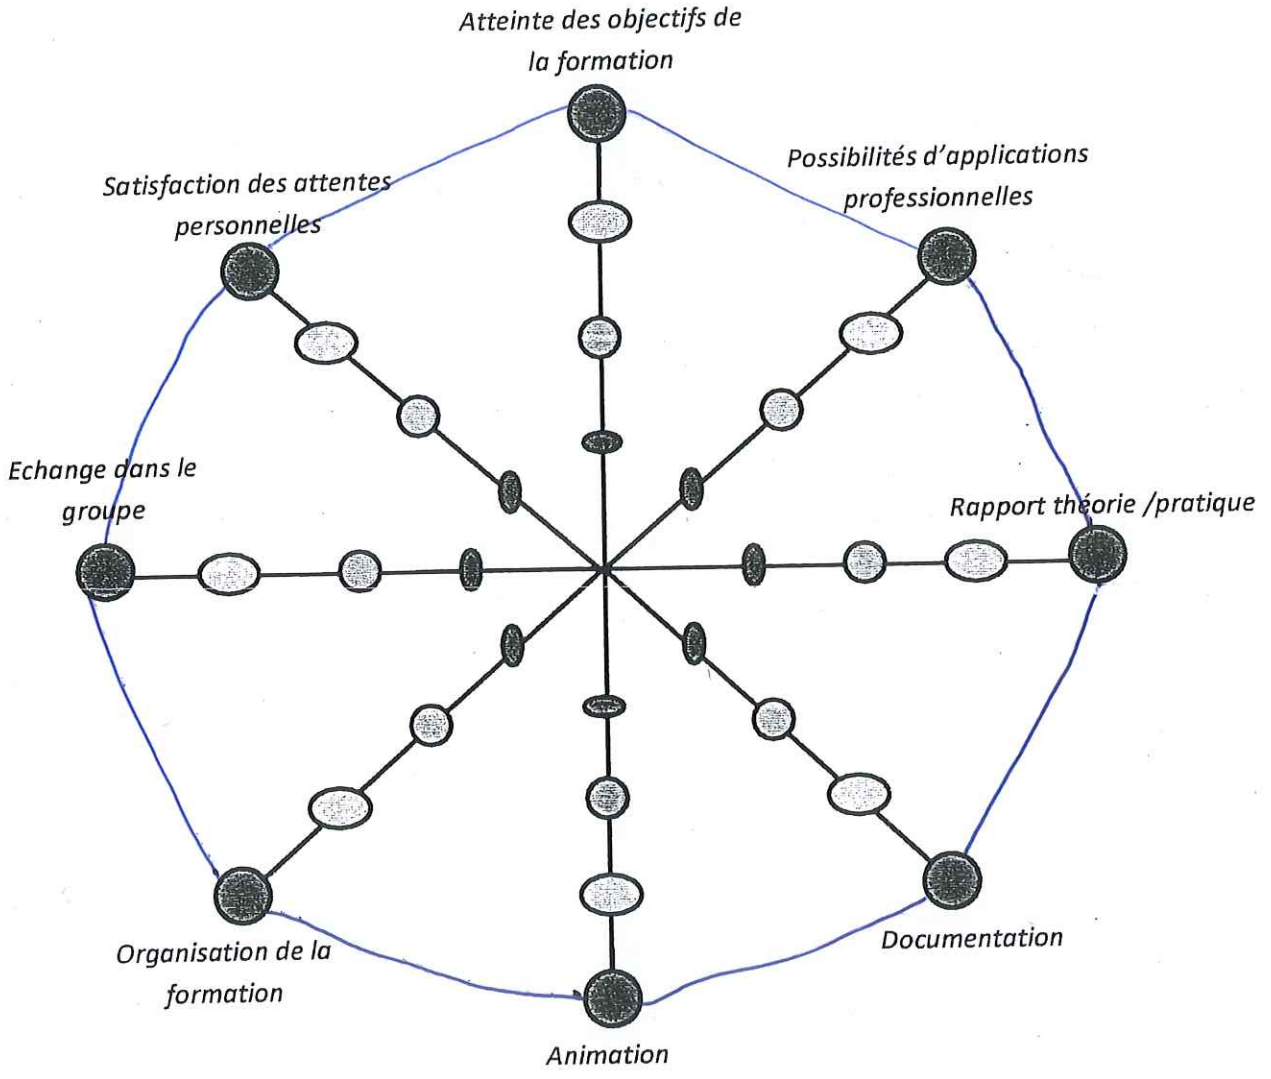 Atteinte des objectifs de
la formation
Possibilités d'applications
professionnelles
Satisfaction des attentes
personnelles
Echange dans le
groupe
Rapport théorie /pratique
Documentation
Organisation de la
formation
Animation